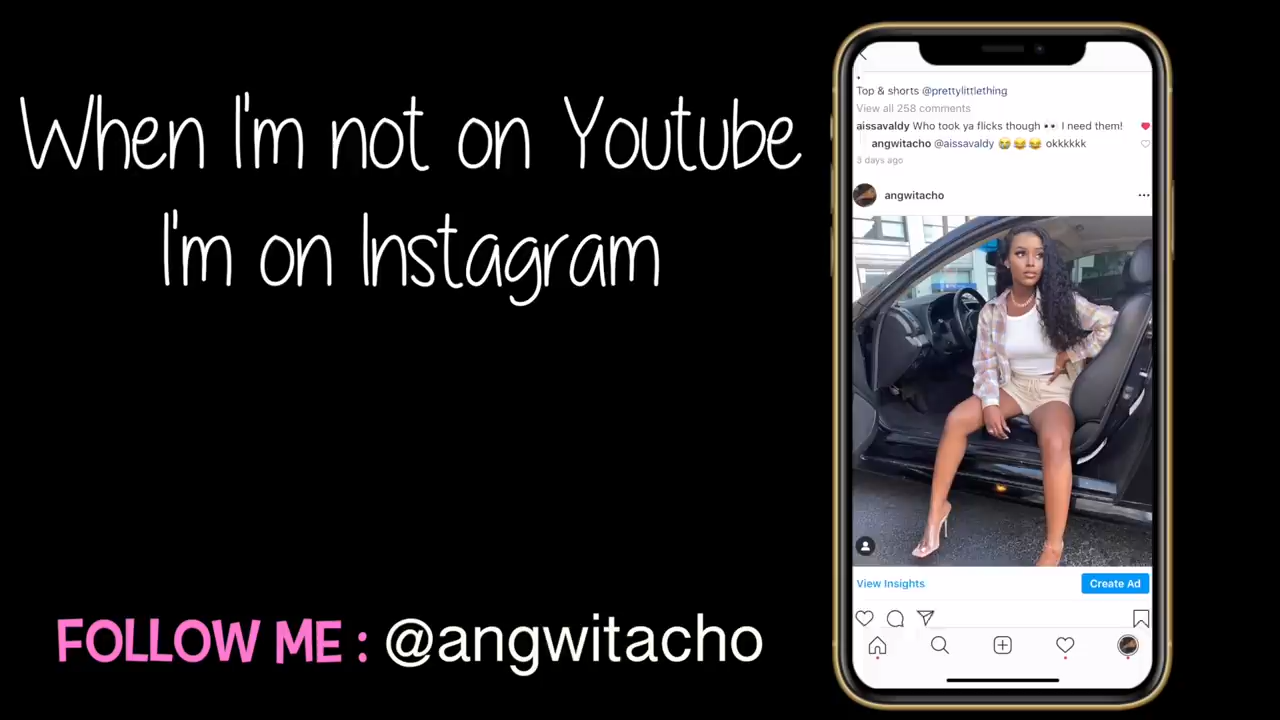 When I'm not on Youtube
I'm on Instagram
FOLLOW ME : @angwitacho
Top & shorts @prettylittlething
View all 258 comments
aissavaldy Who took ya flicks though 👀 I need them!
angwitacho @aissavaldy 😭😂😂 okkkkkk
3 days ago
angwitacho
View Insights
Create Ad